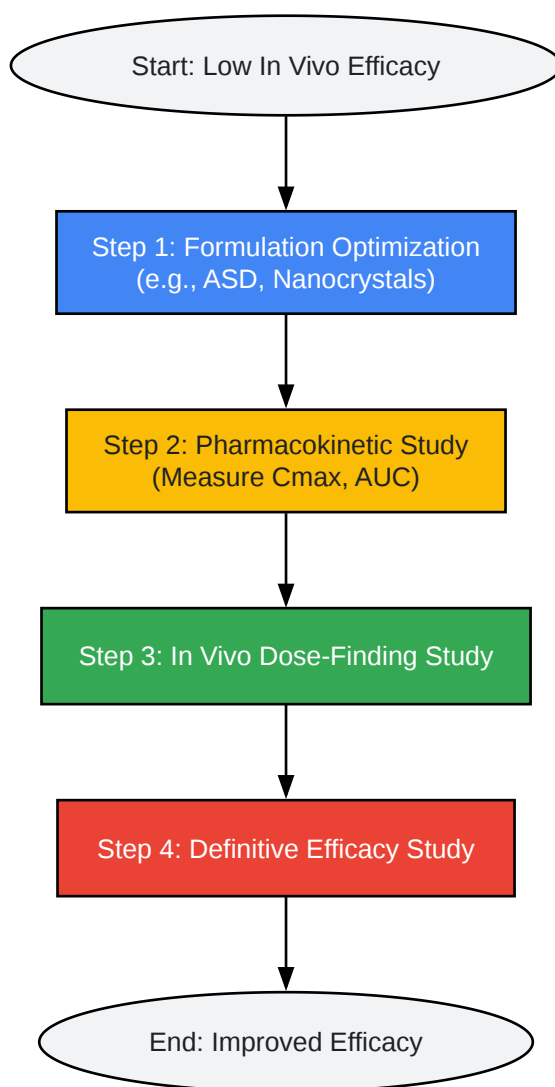 Start: Low In Vivo Efficacy
Step 1: Formulation Optimization
(e.g., ASD, Nanocrystals)
Step 2: Pharmacokinetic Study
(Measure Cmax, AUC)
Step 3: In Vivo Dose-Finding Study
Step 4: Definitive Efficacy Study
End: Improved Efficacy